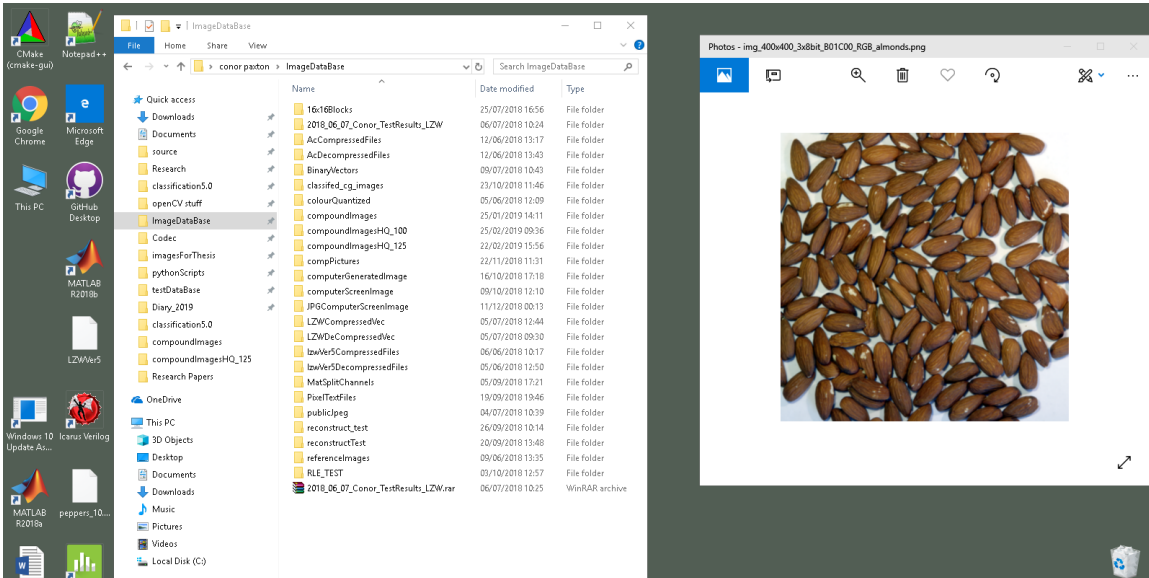 CMake
(cmake-gui)
Notepad++
Google
Chrome
Microsoft
Edge
This PC
GitHub
Desktop
MATLAB
R2018b
LZWVer5
Windows 10
Update As...
Icarus Verilog
MATLAB
R2018a
peppers_10....
ImageDataBase
File Home Share View
conor paxton > ImageDataBase
Search ImageDataBase
Quick access
Downloads
Documents
source
Research
classification5.0
openCV stuff
ImageDataBase
Codec
imagesForThesis
pythonScripts
testDataBase
Diary_2019
classification5.0
compoundImages
compoundImagesHQ_125
Research Papers
OneDrive
This PC
3D Objects
Desktop
Documents
Downloads
Music
Pictures
Videos
Local Disk (C:)
Name Date modified Type
16x16Blocks 25/07/2018 16:56 File folder
2018_06_07_Conor_TestResults_LZW 06/07/2018 10:24 File folder
AcCompressedFiles 12/06/2018 13:17 File folder
AcDecompressedFiles 12/06/2018 13:43 File folder
BinaryVectors 09/07/2018 10:43 File folder
classifed_cg_images 23/10/2018 11:46 File folder
colourQuantized 05/06/2018 12:09 File folder
compoundImages 25/01/2019 14:11 File folder
compoundImagesHQ_100 25/02/2019 09:36 File folder
compoundImagesHQ_125 22/02/2019 15:56 File folder
compPictures 22/11/2018 11:31 File folder
computerGeneratedImage 16/10/2018 17:18 File folder
computerScreenImage 09/10/2018 12:10 File folder
JPGComputerScreenImage 11/12/2018 00:13 File folder
LZWCompressedVec 05/07/2018 12:44 File folder
LZWDeCompressedVec 05/07/2018 09:30 File folder
lzwVer5CompressedFiles 06/06/2018 10:17 File folder
lzwVer5DecompressedFiles 05/06/2018 12:50 File folder
MatSplitChannels 05/09/2018 17:21 File folder
PixelTextFiles 19/09/2018 19:46 File folder
publicJpeg 04/07/2018 10:39 File folder
reconstruct_test 26/09/2018 10:14 File folder
reconstructTest 20/09/2018 13:48 File folder
referenceImages 09/06/2018 13:35 File folder
RLE_TEST 03/10/2018 12:57 File folder
2018_06_07_Conor_TestResults_LZW.rar 06/07/2018 10:25 WinRAR archive
Photos - img_400x400_3x8bit_B01C00_RGB_almonds.png